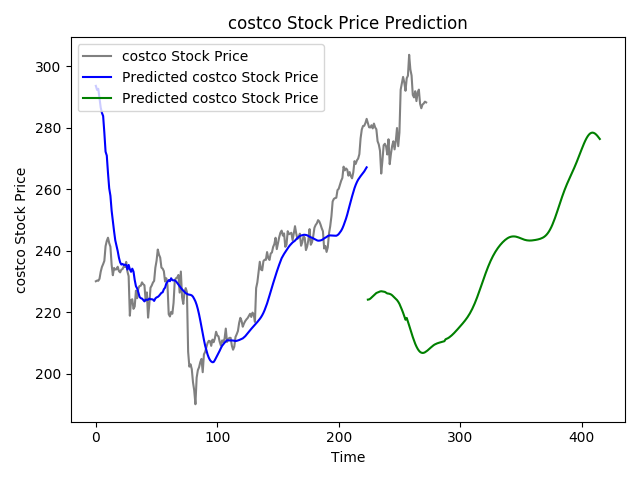 costco Stock Price Prediction
costco Stock Price
Predicted costco Stock Price
Predicted costco Stock Price
costco Stock Price
300
280
260
240
220
200
0
100
200
300
400
Time